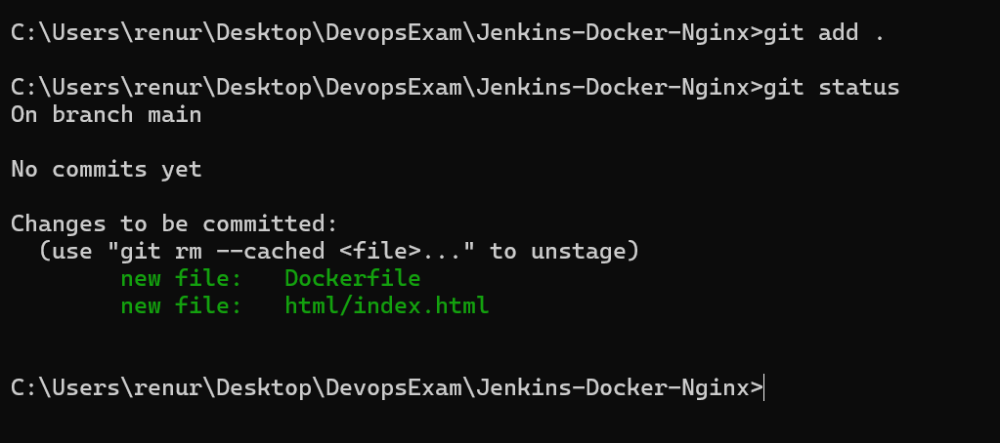 C:\Users\renur\Desktop\DevopsExam\Jenkins-Docker-Nginx>git add .
C:\Users\renur\Desktop\DevopsExam\Jenkins-Docker-Nginx>git status
On branch main
No commits yet
Changes to be committed:
  (use "git rm --cached <file>..." to unstage)
        new file:   Dockerfile
        new file:   html/index.html
C:\Users\renur\Desktop\DevopsExam\Jenkins-Docker-Nginx>